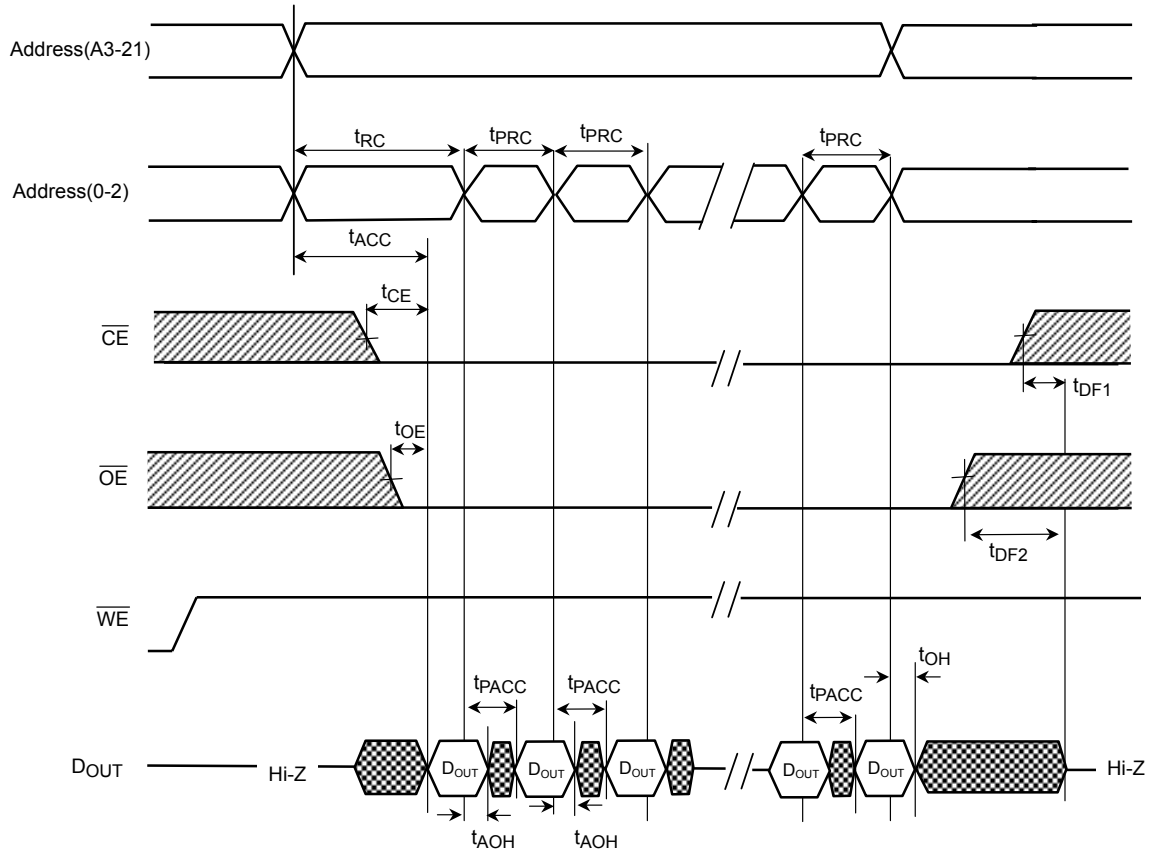 Address(A3-21)
tRC
tPRC
tPRC
tPRC
Address(0-2)
tACC
tCE
CE
tDF1
tOE
OE
tDF2
WE
tOH
tPACC
tPACC
tPACC
DOUT
Hi-Z
DOUT
DOUT
DOUT
DOUT
DOUT
Hi-Z
tAOH
tAOH